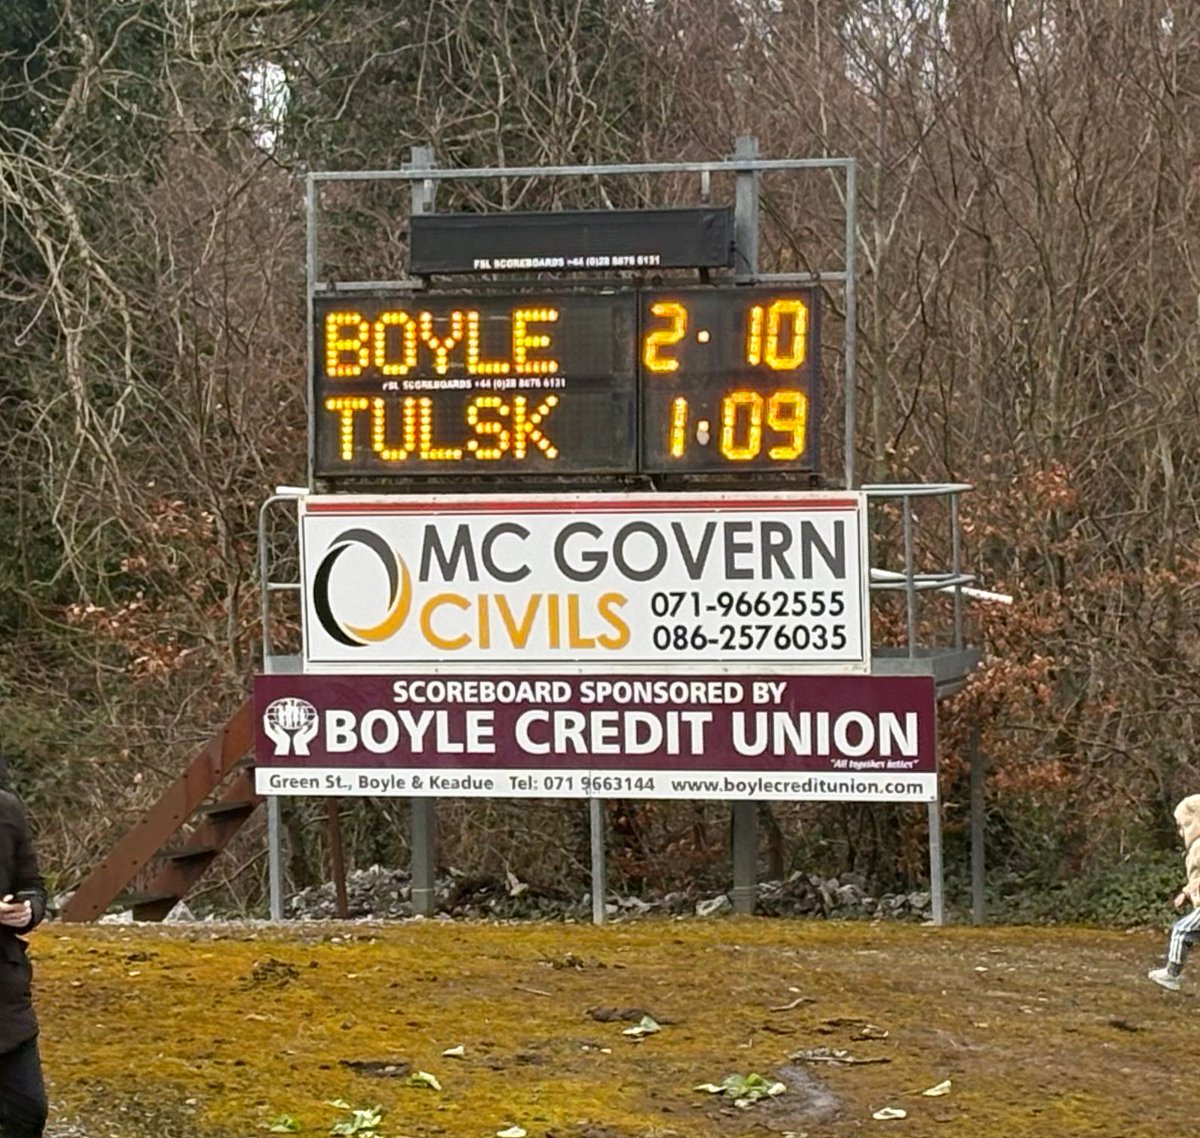 FSL SCOREBOARDS +44 (0)28 8676 6131
BOYLE 2·10
FSL SCOREBOARDS +44 (0)28 8676 6131
TULSK 1·09
MC GOVERN
CIVILS 071-9662555
086-2576035
SCOREBOARD SPONSORED BY
BOYLE CREDIT UNION
"All together better"
Green St., Boyle & Keadue Tel: 071 9663144 www.boylecreditunion.com